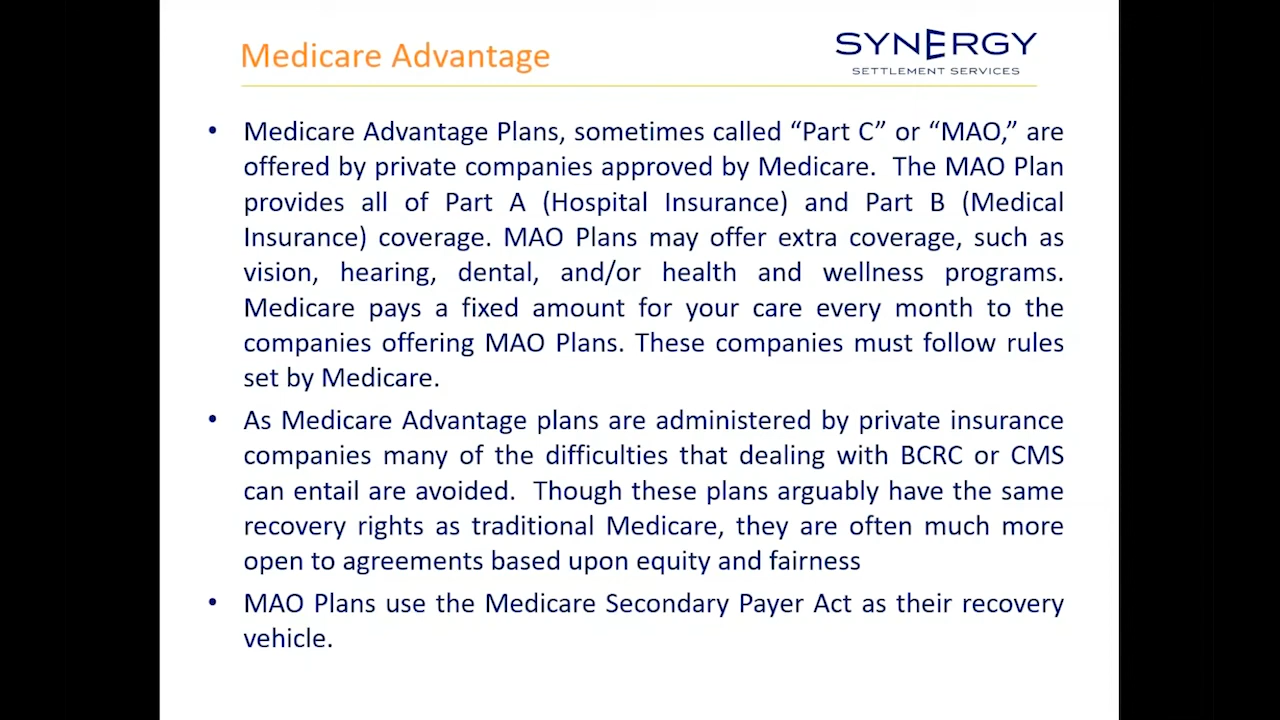 Medicare Advantage
SYNERGY
SETTLEMENT SERVICES
• Medicare Advantage Plans, sometimes called “Part C” or “MAO,” are
offered by private companies approved by Medicare.  The MAO Plan
provides all of Part A (Hospital Insurance) and Part B (Medical
Insurance) coverage. MAO Plans may offer extra coverage, such as
vision, hearing, dental, and/or health and wellness programs.
Medicare pays a fixed amount for your care every month to the
companies offering MAO Plans. These companies must follow rules
set by Medicare.
• As Medicare Advantage plans are administered by private insurance
companies many of the difficulties that dealing with BCRC or CMS
can entail are avoided.  Though these plans arguably have the same
recovery rights as traditional Medicare, they are often much more
open to agreements based upon equity and fairness
• MAO Plans use the Medicare Secondary Payer Act as their recovery
vehicle.